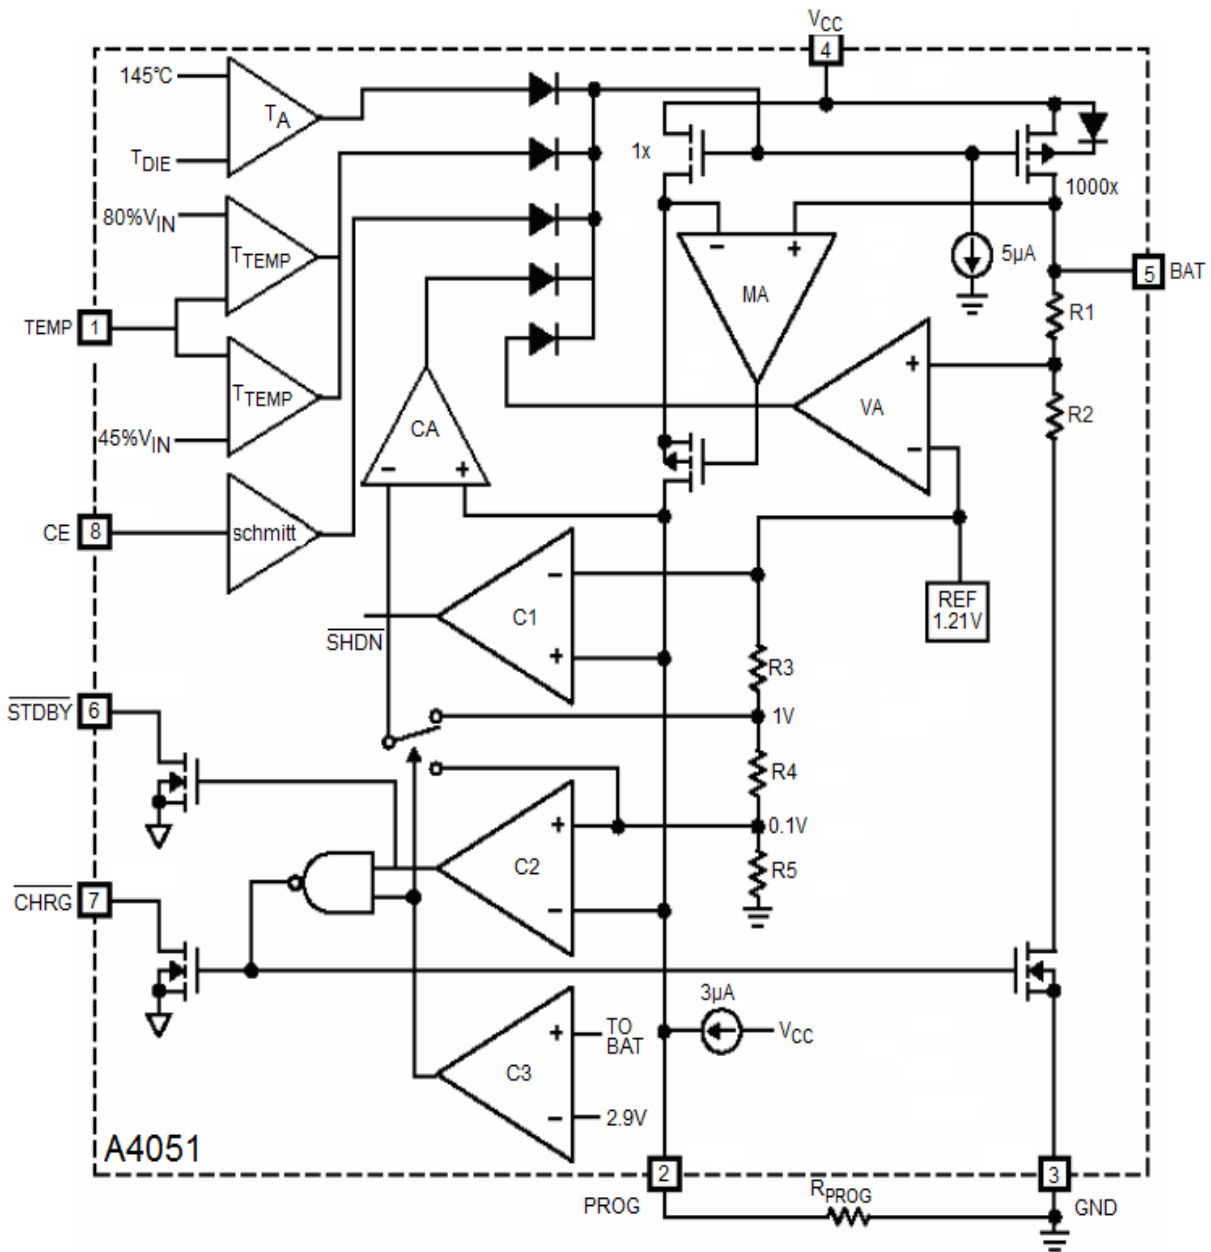 VCC
4
145℃
TA
TDIE
1x
1000x
80%VIN
TTEMP
5μA
5
BAT
MA
R1
TEMP
1
TTEMP
VA
R2
CA
45%VIN
CE
8
schmitt
REF
1.21V
C1
SHDN
R3
STDBY
6
1V
R4
0.1V
C2
R5
CHRG
7
3μA
TO
BAT
VCC
C3
2.9V
A4051
2
3
PROG
RPROG
GND
+
-
+
-
+
-
+
-
+
-
+
-
+
-